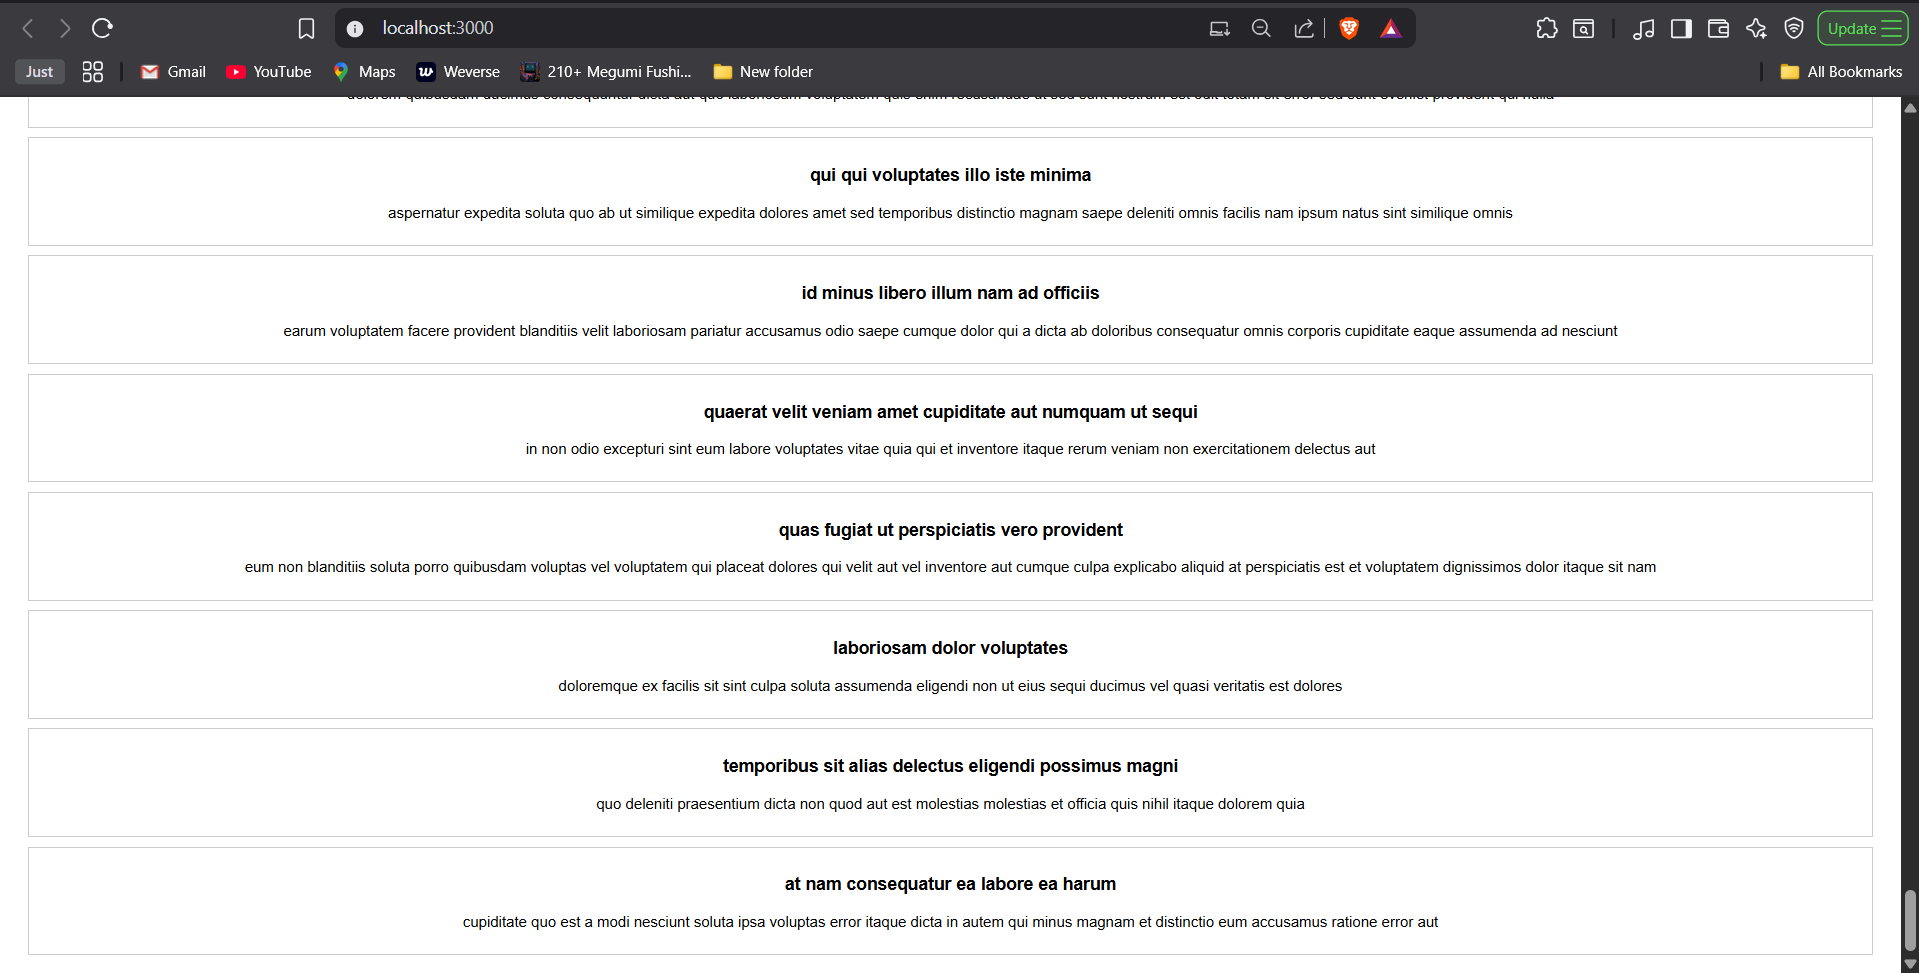 localhost:3000
Update
Just
Gmail
YouTube
Maps
Weverse
210+ Megumi Fushi...
New folder
All Bookmarks
qui qui voluptates illo iste minima
aspernatur expedita soluta quo ab ut similique expedita dolores amet sed temporibus distinctio magnam saepe deleniti omnis facilis nam ipsum natus sint similique omnis
id minus libero illum nam ad officiis
earum voluptatem facere provident blanditiis velit laboriosam pariatur accusamus odio saepe cumque dolor qui a dicta ab doloribus consequatur omnis corporis cupiditate eaque assumenda ad nesciunt
quaerat velit veniam amet cupiditate aut numquam ut sequi
in non odio excepturi sint eum labore voluptates vitae quia qui et inventore itaque rerum veniam non exercitationem delectus aut
quas fugiat ut perspiciatis vero provident
eum non blanditiis soluta porro quibusdam voluptas vel voluptatem qui placeat dolores qui velit aut vel inventore aut cumque culpa explicabo aliquid at perspiciatis est et voluptatem dignissimos dolor itaque sit nam
laboriosam dolor voluptates
doloremque ex facilis sit sint culpa soluta assumenda eligendi non ut eius sequi ducimus vel quasi veritatis est dolores
temporibus sit alias delectus eligendi possimus magni
quo deleniti praesentium dicta non quod aut est molestias molestias et officia quis nihil itaque dolorem quia
at nam consequatur ea labore ea harum
cupiditate quo est a modi nesciunt soluta ipsa voluptas error itaque dicta in autem qui minus magnam et distinctio eum accusamus ratione error aut